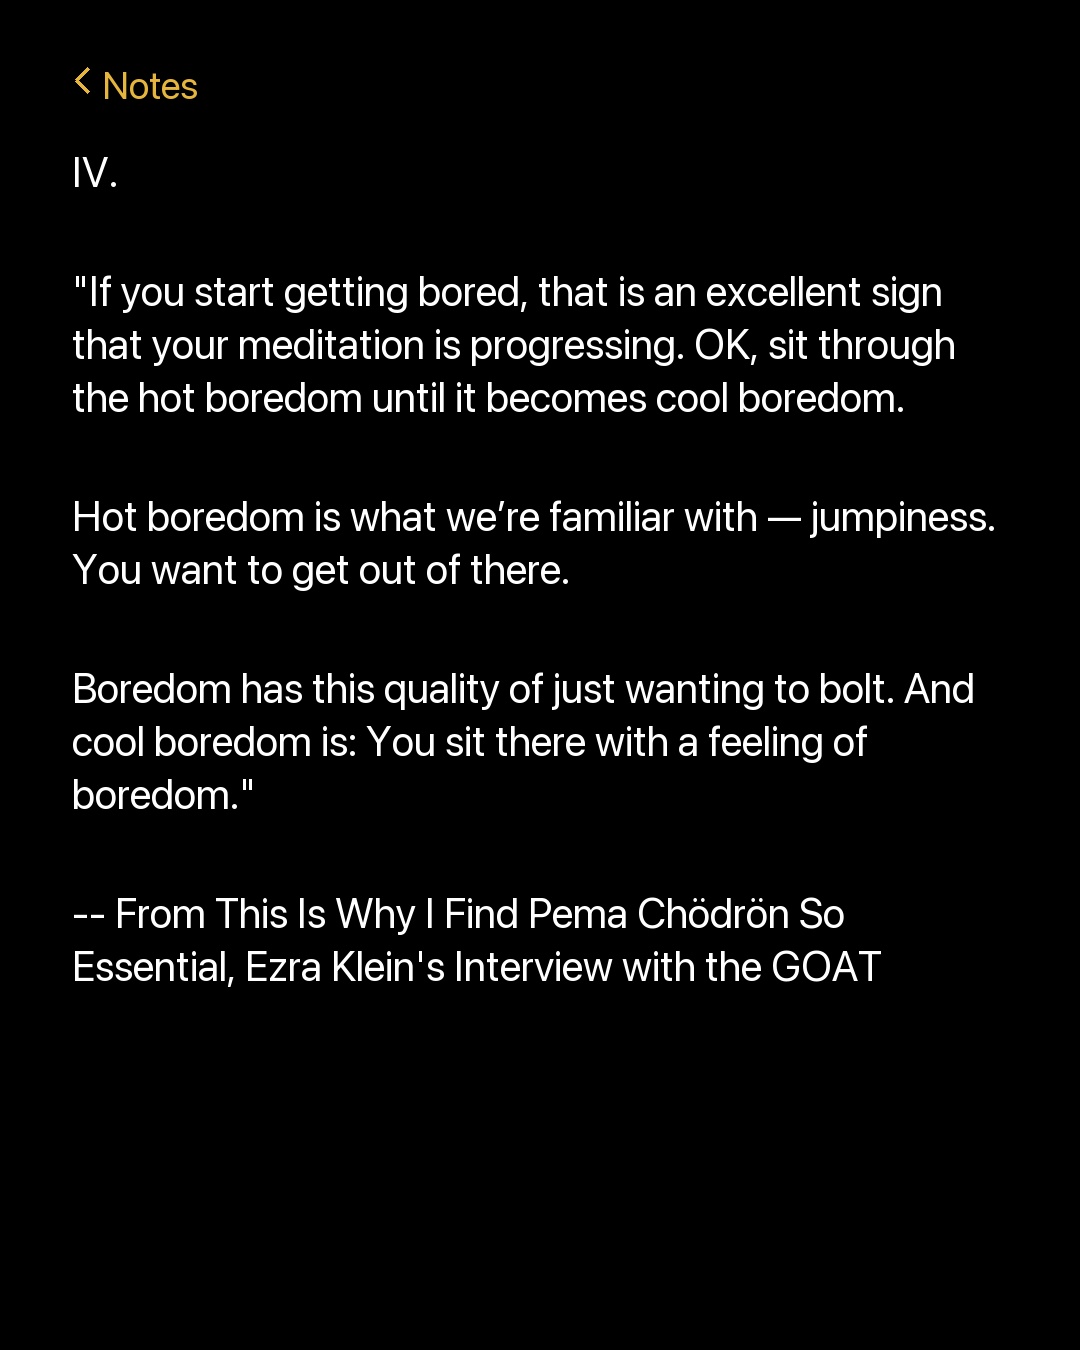 Notes
IV.
"If you start getting bored, that is an excellent sign
that your meditation is progressing. OK, sit through
the hot boredom until it becomes cool boredom.
Hot boredom is what we’re familiar with — jumpiness.
You want to get out of there.
Boredom has this quality of just wanting to bolt. And
cool boredom is: You sit there with a feeling of
boredom."
-- From This Is Why I Find Pema Chödrön So
Essential, Ezra Klein's Interview with the GOAT